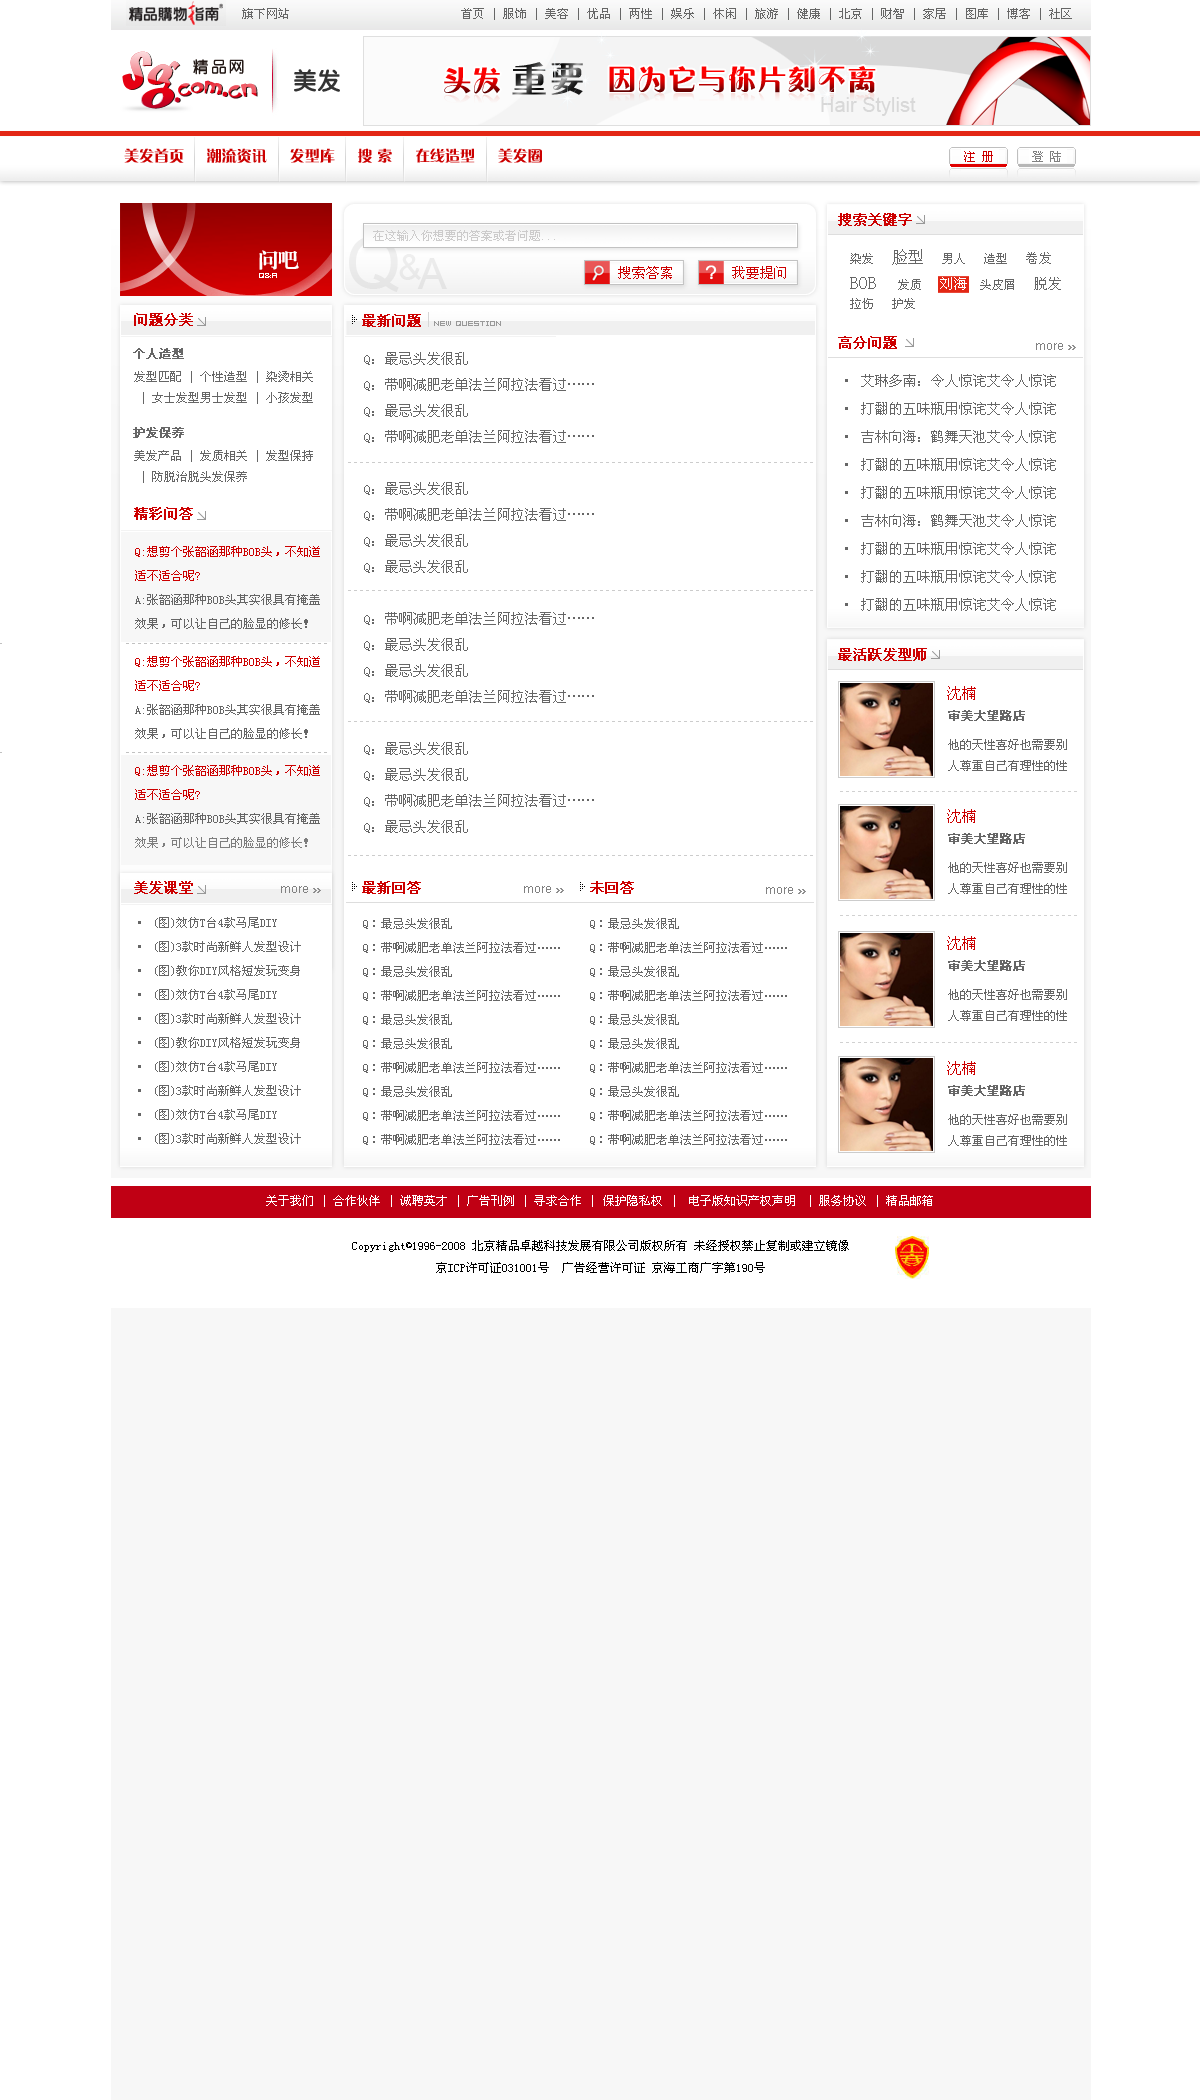 精品購物指南 旗下网站 首页 | 服饰 | 美容 | 优品 | 两性 | 娱乐 | 休闲 | 旅游 | 健康 | 北京 | 财智 | 家居 | 图库 | 博客 | 社区
Sg.com.cn 精品网 美发
头发 重要 因为它与你片刻不离
Hair Stylist
美发首页 潮流资讯 发型库 搜 索 在线造型 美发圈 注 册 登 陆
问吧
Q&A
在这输入你想要的答案或者问题...
Q&A
搜索答案 我要提问
问题分类
个人造型
发型匹配 | 个性造型 | 染烫相关
| 女士发型男士发型 | 小孩发型
护发保养
美发产品 | 发质相关 | 发型保持
| 防脱治脱头发保养
精彩问答
Q:想剪个张韶涵那种BOB头，不知道
适不适合呢?
A:张韶涵那种BOB头其实很具有掩盖
效果，可以让自己的脸显的修长!
Q:想剪个张韶涵那种BOB头，不知道
适不适合呢?
A:张韶涵那种BOB头其实很具有掩盖
效果，可以让自己的脸显的修长!
Q:想剪个张韶涵那种BOB头，不知道
适不适合呢?
A:张韶涵那种BOB头其实很具有掩盖
效果，可以让自己的脸显的修长!
美发课堂 more »
• (图)效仿T台4款马尾DIY
• (图)3款时尚新鲜人发型设计
• (图)教你DIY风格短发玩变身
• (图)效仿T台4款马尾DIY
• (图)3款时尚新鲜人发型设计
• (图)教你DIY风格短发玩变身
• (图)效仿T台4款马尾DIY
• (图)3款时尚新鲜人发型设计
• (图)效仿T台4款马尾DIY
• (图)3款时尚新鲜人发型设计
最新问题 NEW QUESTION
Q：最忌头发很乱
Q：带啊减肥老单法兰阿拉法看过……
Q：最忌头发很乱
Q：带啊减肥老单法兰阿拉法看过……
Q：最忌头发很乱
Q：带啊减肥老单法兰阿拉法看过……
Q：最忌头发很乱
Q：最忌头发很乱
Q：带啊减肥老单法兰阿拉法看过……
Q：最忌头发很乱
Q：最忌头发很乱
Q：带啊减肥老单法兰阿拉法看过……
Q：最忌头发很乱
Q：最忌头发很乱
Q：带啊减肥老单法兰阿拉法看过……
Q：最忌头发很乱
最新回答 more »
Q：最忌头发很乱
Q：带啊减肥老单法兰阿拉法看过……
Q：最忌头发很乱
Q：带啊减肥老单法兰阿拉法看过……
Q：最忌头发很乱
Q：最忌头发很乱
Q：带啊减肥老单法兰阿拉法看过……
Q：最忌头发很乱
Q：带啊减肥老单法兰阿拉法看过……
Q：带啊减肥老单法兰阿拉法看过……
未回答 more »
Q：最忌头发很乱
Q：带啊减肥老单法兰阿拉法看过……
Q：最忌头发很乱
Q：带啊减肥老单法兰阿拉法看过……
Q：最忌头发很乱
Q：最忌头发很乱
Q：带啊减肥老单法兰阿拉法看过……
Q：最忌头发很乱
Q：带啊减肥老单法兰阿拉法看过……
Q：带啊减肥老单法兰阿拉法看过……
搜索关键字
染发 脸型 男人 造型 卷发
BOB 发质 刘海 头皮屑 脱发
拉伤 护发
高分问题 more »
• 艾琳多南：令人惊诧艾令人惊诧
• 打翻的五味瓶用惊诧艾令人惊诧
• 吉林向海：鹤舞天池艾令人惊诧
• 打翻的五味瓶用惊诧艾令人惊诧
• 打翻的五味瓶用惊诧艾令人惊诧
• 吉林向海：鹤舞天池艾令人惊诧
• 打翻的五味瓶用惊诧艾令人惊诧
• 打翻的五味瓶用惊诧艾令人惊诧
• 打翻的五味瓶用惊诧艾令人惊诧
最活跃发型师
沈楠
审美大望路店
他的天性喜好也需要别
人尊重自己有理性的性
沈楠
审美大望路店
他的天性喜好也需要别
人尊重自己有理性的性
沈楠
审美大望路店
他的天性喜好也需要别
人尊重自己有理性的性
沈楠
审美大望路店
他的天性喜好也需要别
人尊重自己有理性的性
关于我们 | 合作伙伴 | 诚聘英才 | 广告刊例 | 寻求合作 | 保护隐私权 | 电子版知识产权声明 | 服务协议 | 精品邮箱
Copyright©1996-2008 北京精品卓越科技发展有限公司版权所有 未经授权禁止复制或建立镜像
京ICP许可证031001号 广告经营许可证 京海工商广字第190号